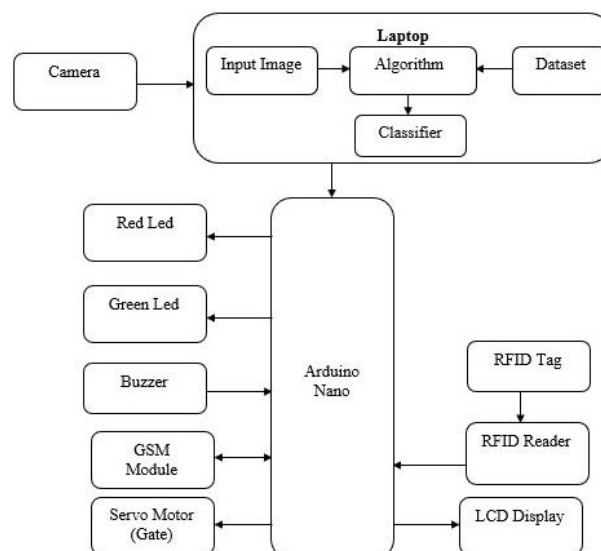 Laptop
Camera
Input Image
Algorithm
Dataset
Classifier
Red Led
Green Led
Buzzer
GSM
Module
Servo Motor
(Gate)
Arduino
Nano
RFID Tag
RFID Reader
LCD Display